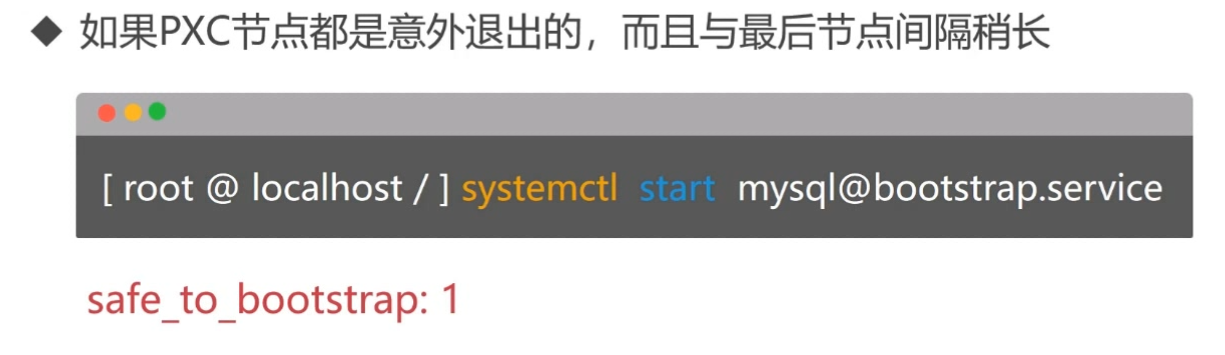 ◆ 如果PXC节点都是意外退出的，而且与最后节点间隔稍长
[ root @ localhost / ] systemctl start mysql@bootstrap.service
safe_to_bootstrap: 1